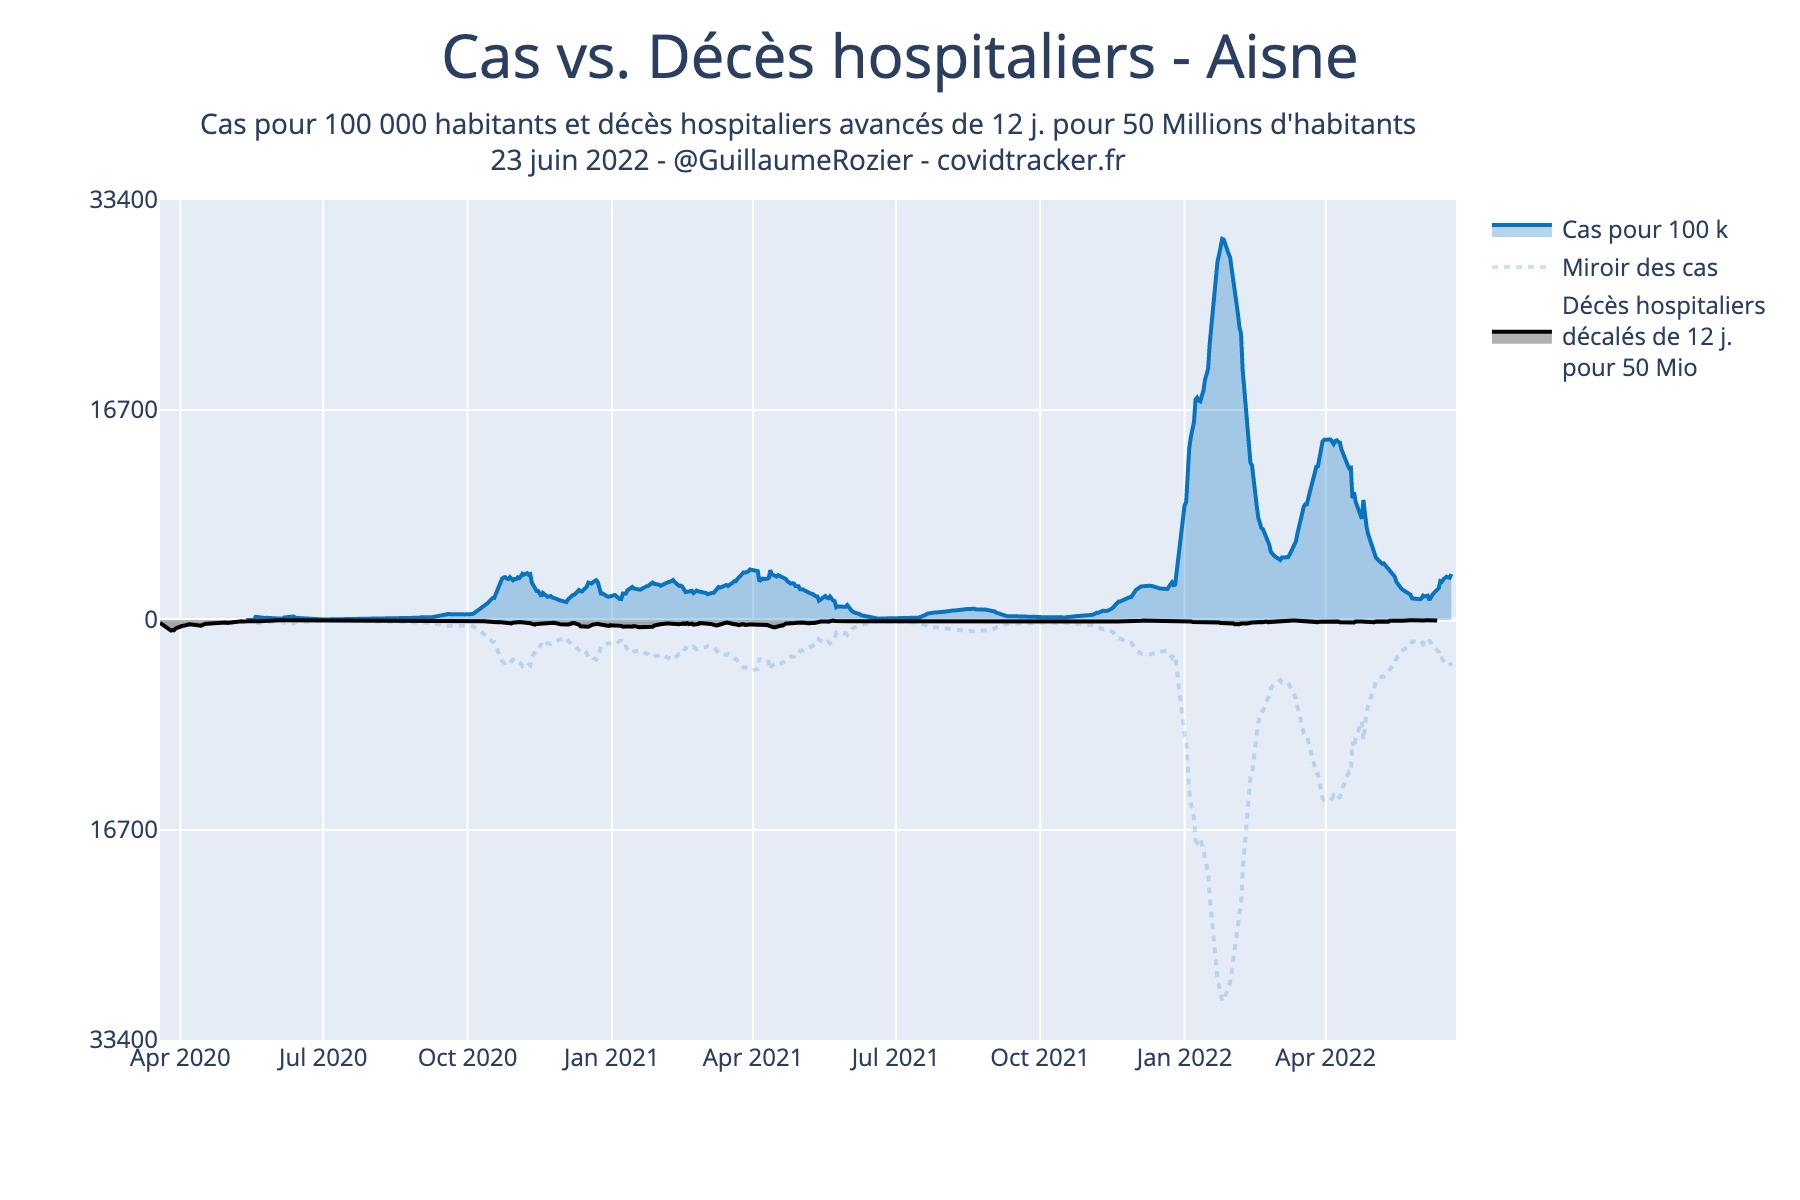 Cas vs. Décès hospitaliers - Aisne
Cas pour 100 000 habitants et décès hospitaliers avancés de 12 j. pour 50 Millions d'habitants
23 juin 2022 - @GuillaumeRozier - covidtracker.fr
33400
16700
0
16700
33400
Apr 2020
Jul 2020
Oct 2020
Jan 2021
Apr 2021
Jul 2021
Oct 2021
Jan 2022
Apr 2022
Cas pour 100 k
Miroir des cas
Décès hospitaliers
décalés de 12 j.
pour 50 Mio